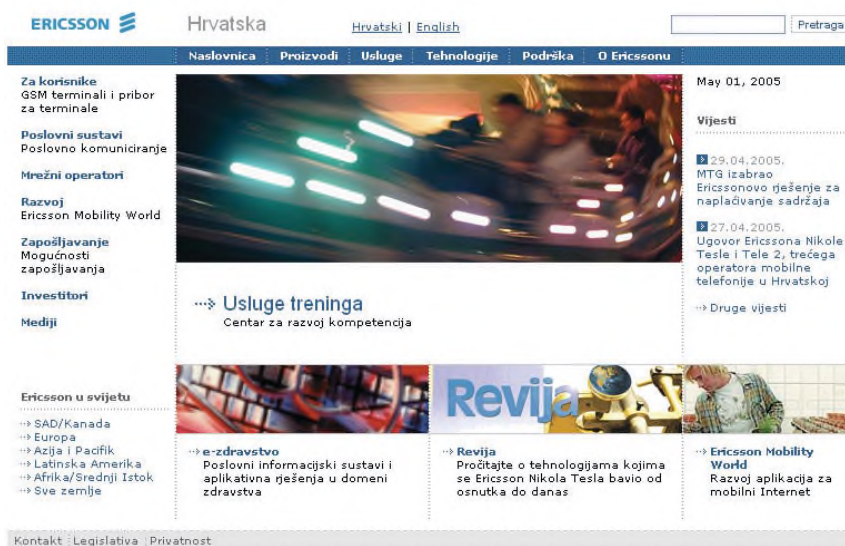 ERICSSON
Hrvatska
Hrvatski | English
Pretraga
Naslovnica Proizvodi Usluge Tehnologije Podrška O Ericssonu
Za korisnike
GSM terminali i pribor
za terminale
Poslovni sustavi
Poslovno komuniciranje
Mrežni operatori
Razvoj
Ericsson Mobility World
Zapošljavanje
Mogućnosti
zapošljavanja
Investitori
Mediji
Usluge treninga
Centar za razvoj kompetencija
May 01, 2005
Vijesti
29.04.2005.
MTG izabrao
Ericssonovo rješenje za
naplaćivanje sadržaja
27.04.2005.
Ugovor Ericssona Nikole
Tesle i Tele 2, trećega
operatora mobilne
telefonije u Hrvatskoj
Druge vijesti
Ericsson u svijetu
SAD/Kanada
Europa
Azija i Pacifik
Latinska Amerika
Afrika/Srednji Istok
Sve zemlje
e-zdravstvo
Poslovni informacijski sustavi i
aplikativna rješenja u domeni
zdravstva
Revija
Revija
Pročitajte o tehnologijama kojima
se Ericsson Nikola Tesla bavio od
osnutka do danas
Ericsson Mobility
World
Razvoj aplikacija za
mobilni Internet
Kontakt Legislativa Privatnost